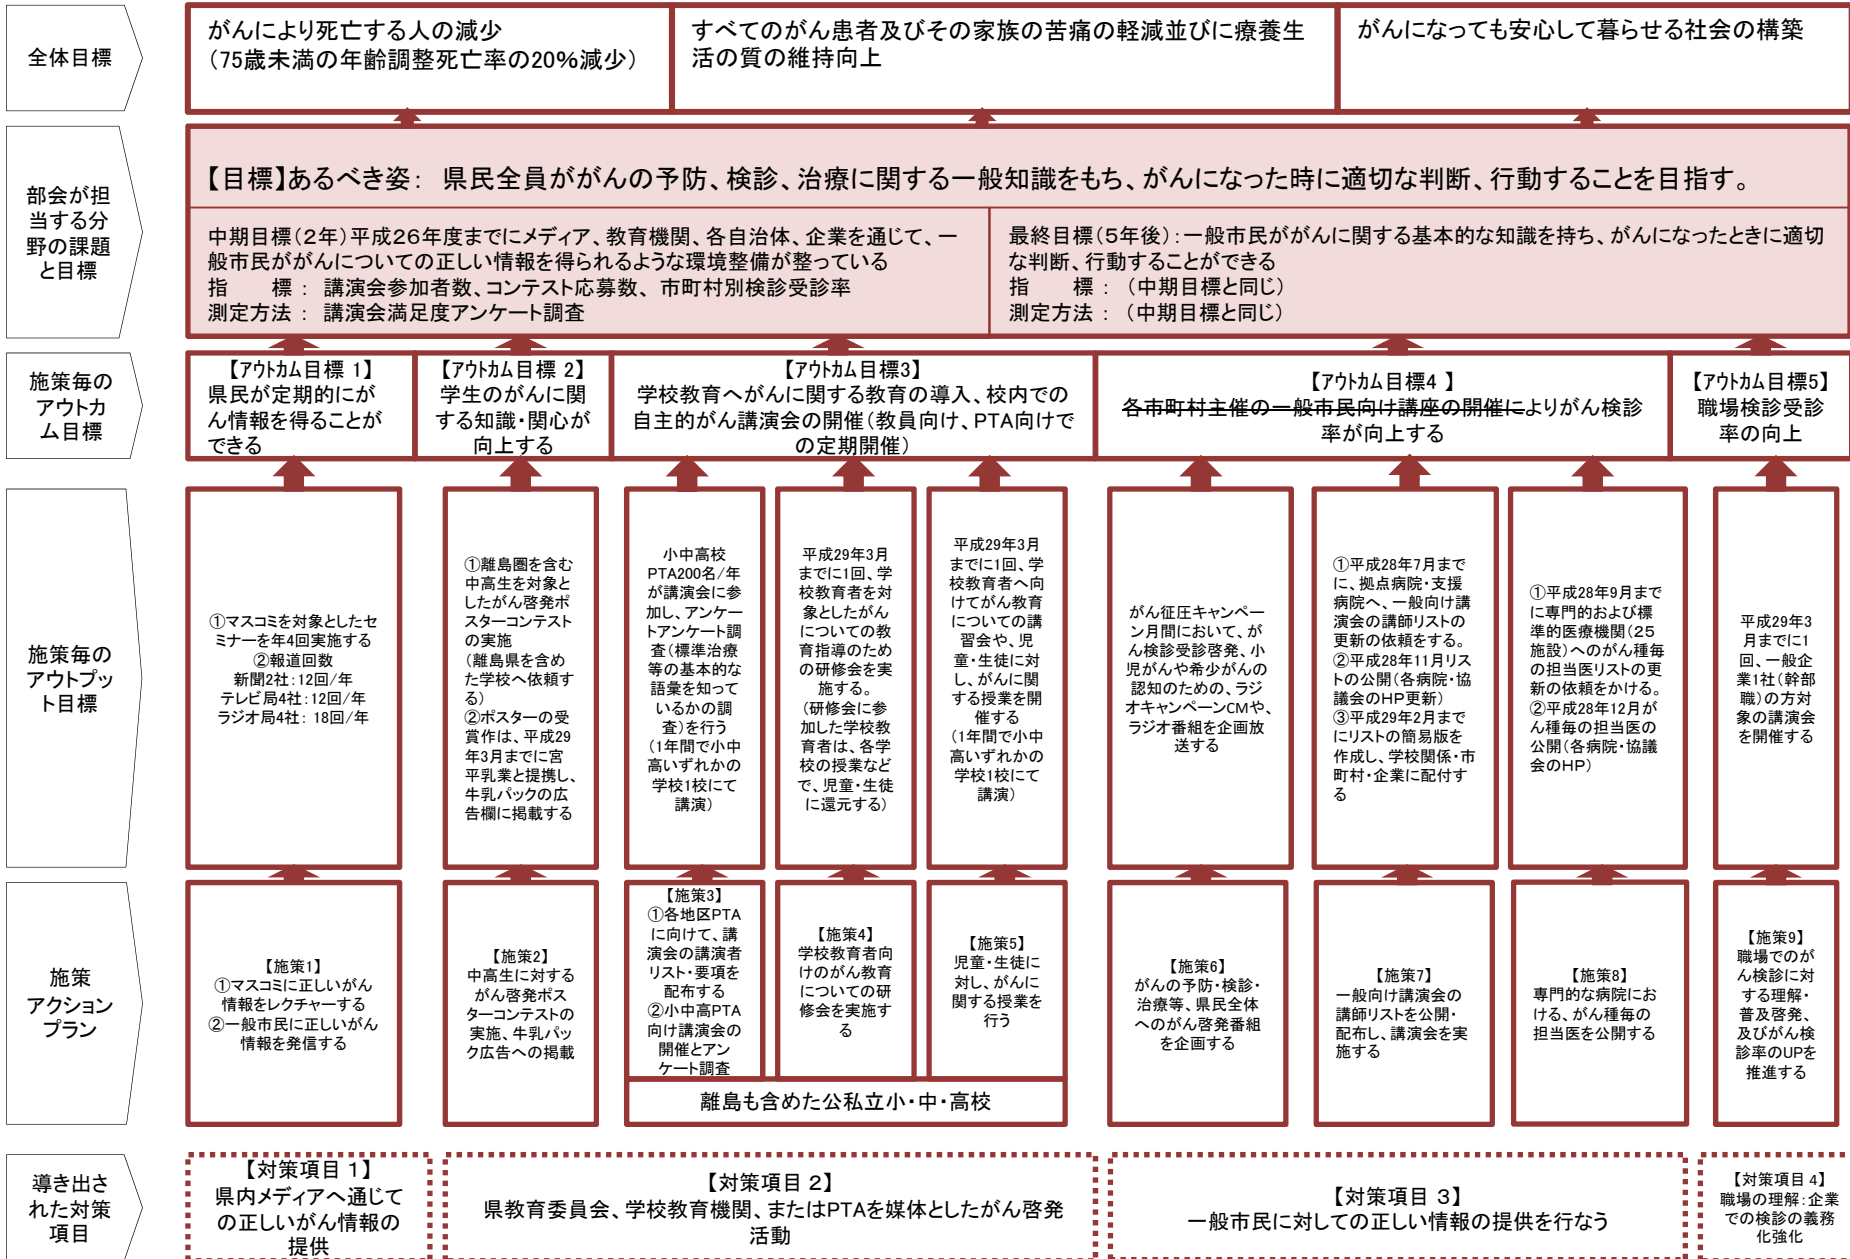 全体目標
がんにより死亡する人の減少
（75歳未満の年齢調整死亡率の20％減少）
すべてのがん患者及びその家族の苦痛の軽減並びに療養生
活の質の維持向上
がんになっても安心して暮らせる社会の構築
部会が担
当する分
野の課題
と目標
【目標】あるべき姿： 県民全員ががんの予防、検診、治療に関する一般知識をもち、がんになった時に適切な判断、行動することを目指す。
中期目標（2年）平成２６年度までにメディア、教育機関、各自治体、企業を通じて、一
般市民ががんについての正しい情報を得られるような環境整備が整っている
指　　標： 講演会参加者数、コンテスト応募数、 市町村別検診受診率
測定方法 ： 講演会満足度アンケート調査
最終目標（5年後）：一般市民ががんに関する基本的な知識を持ち、がんになったときに適切
な判断、行動することができる
指　　標 ： （中期目標と同じ）
測定方法 ： （中期目標と同じ）
施策毎の
アウトカ
ム目標
【アウトカム目標 1】
県民が定期的にが
ん情報を得ることが
できる
【アウトカム目標 2】
学生のがんに関
する知識・関心が
向上する
【アウトカム目標3】
学校教育へがんに関する教育の導入、校内での
自主的がん講演会の開催（教員向け、PTA向けで
の定期開催）
【アウトカム目標4 】
各市町村主催の一般市民向け講座の開催によりがん検診
率が向上する
【アウトカム目標5】
職場検診受診
率の向上
施策毎の
アウトプッ
ト目標
①マスコミを対象としたセ
ミナーを年4回実施する
②報道回数
新聞2社：12回/年
テレビ局4社：12回/年
ラジオ局4社： 18回/年
①離島圏を含む
中高生を対象と
したがん啓発ポ
スターコンテスト
の実施
（離島県を含め
た学校へ依頼す
る）
②ポスターの受
賞作は、平成29
年3月までに宮
平乳業と提携し、
牛乳パックの広
告欄に掲載する
小中高校
PTA200名/年
が講演会に参
加し、アンケー
トアンケート調
査（標準治療
等の基本的な
語彙を知って
いるかの調
査）を行う
（1年間で小中
高いずれかの
学校1校にて
講演）
平成29年3月
までに1回、学
校教育者を対
象としたがん
についての教
育指導のため
の研修会を実
施する。
（研修会に参
加した学校教
育者は、各学
校の授業など
で、児童・生徒
に還元する）
平成29年3月
までに1回、学
校教育者へ向
けてがん教育
についての講
習会や、児
童・生徒に対
し、がんに関
する授業を開
催する
（1年間で小中
高いずれかの
学校1校にて
講演）
がん征圧キャンペー
ン月間において、が
ん検診受診啓発、小
児がんや希少がんの
認知のための、ラジ
オキャンペーンCMや、
ラジオ番組を企画放
送する
①平成28年7月まで
に、拠点病院・支援
病院へ、一般向け講
演会の講師リストの
更新の依頼をする。
②平成28年11月リス
トの公開（各病院・協
議会のHP更新）
③平成29年2月まで
にリストの簡易版を
作成し、学校関係・市
町村・企業に配付す
る
①平成28年9月まで
に専門的および標
準的医療機関（２５
施設）へのがん種毎
の担当医リストの更
新の依頼をかける。
②平成28年12月が
ん種毎の担当医の
公開（各病院・協議
会のHP）
平成29年3
月までに1
回、一般企
業1社（幹部
職）の方対
象の講演会
を開催する
施策
アクション
プラン
【施策1】
①マスコミに正しいがん
情報をレクチャーする
②一般市民に正しいがん
情報を発信する
【施策2】
中高生に対する
がん啓発ポス
ターコンテストの
実施、牛乳パッ
ク広告への掲載
【施策3】
①各地区PTA
に向けて、講
演会の講演者
リスト・要項を
配布する
②小中高PTA
向け講演会の
開催とアン
ケート調査
【施策4】
学校教育者向
けのがん教育
についての研
修会を実施す
る
【施策5】
児童・生徒に
対し、がんに
関する授業を
行う
離島も含めた公私立小・中・高校
【施策6】
がんの予防・検診・
治療等、県民全体
へのがん啓発番組
を企画する
【施策7】
一般向け講演会の
講師リストを公開・
配布し、講演会を実
施する
【施策8】
専門的な病院にお
ける、がん種毎の
担当医を公開する
【施策9】
職場でのが
ん検診に対
する理解・
普及啓発、
及びがん検
診率のUPを
推進する
導き出さ
れた対策
項目
【対策項目 1】
県内メディアへ通じて
の正しいがん情報の
提供
【対策項目 2】
県教育委員会、学校教育機関、またはPTAを媒体としたがん啓発
活動
【対策項目 3】
一般市民に対しての正しい情報の提供を行なう
【対策項目 4】
職場の理解：企業
での検診の義務
化強化